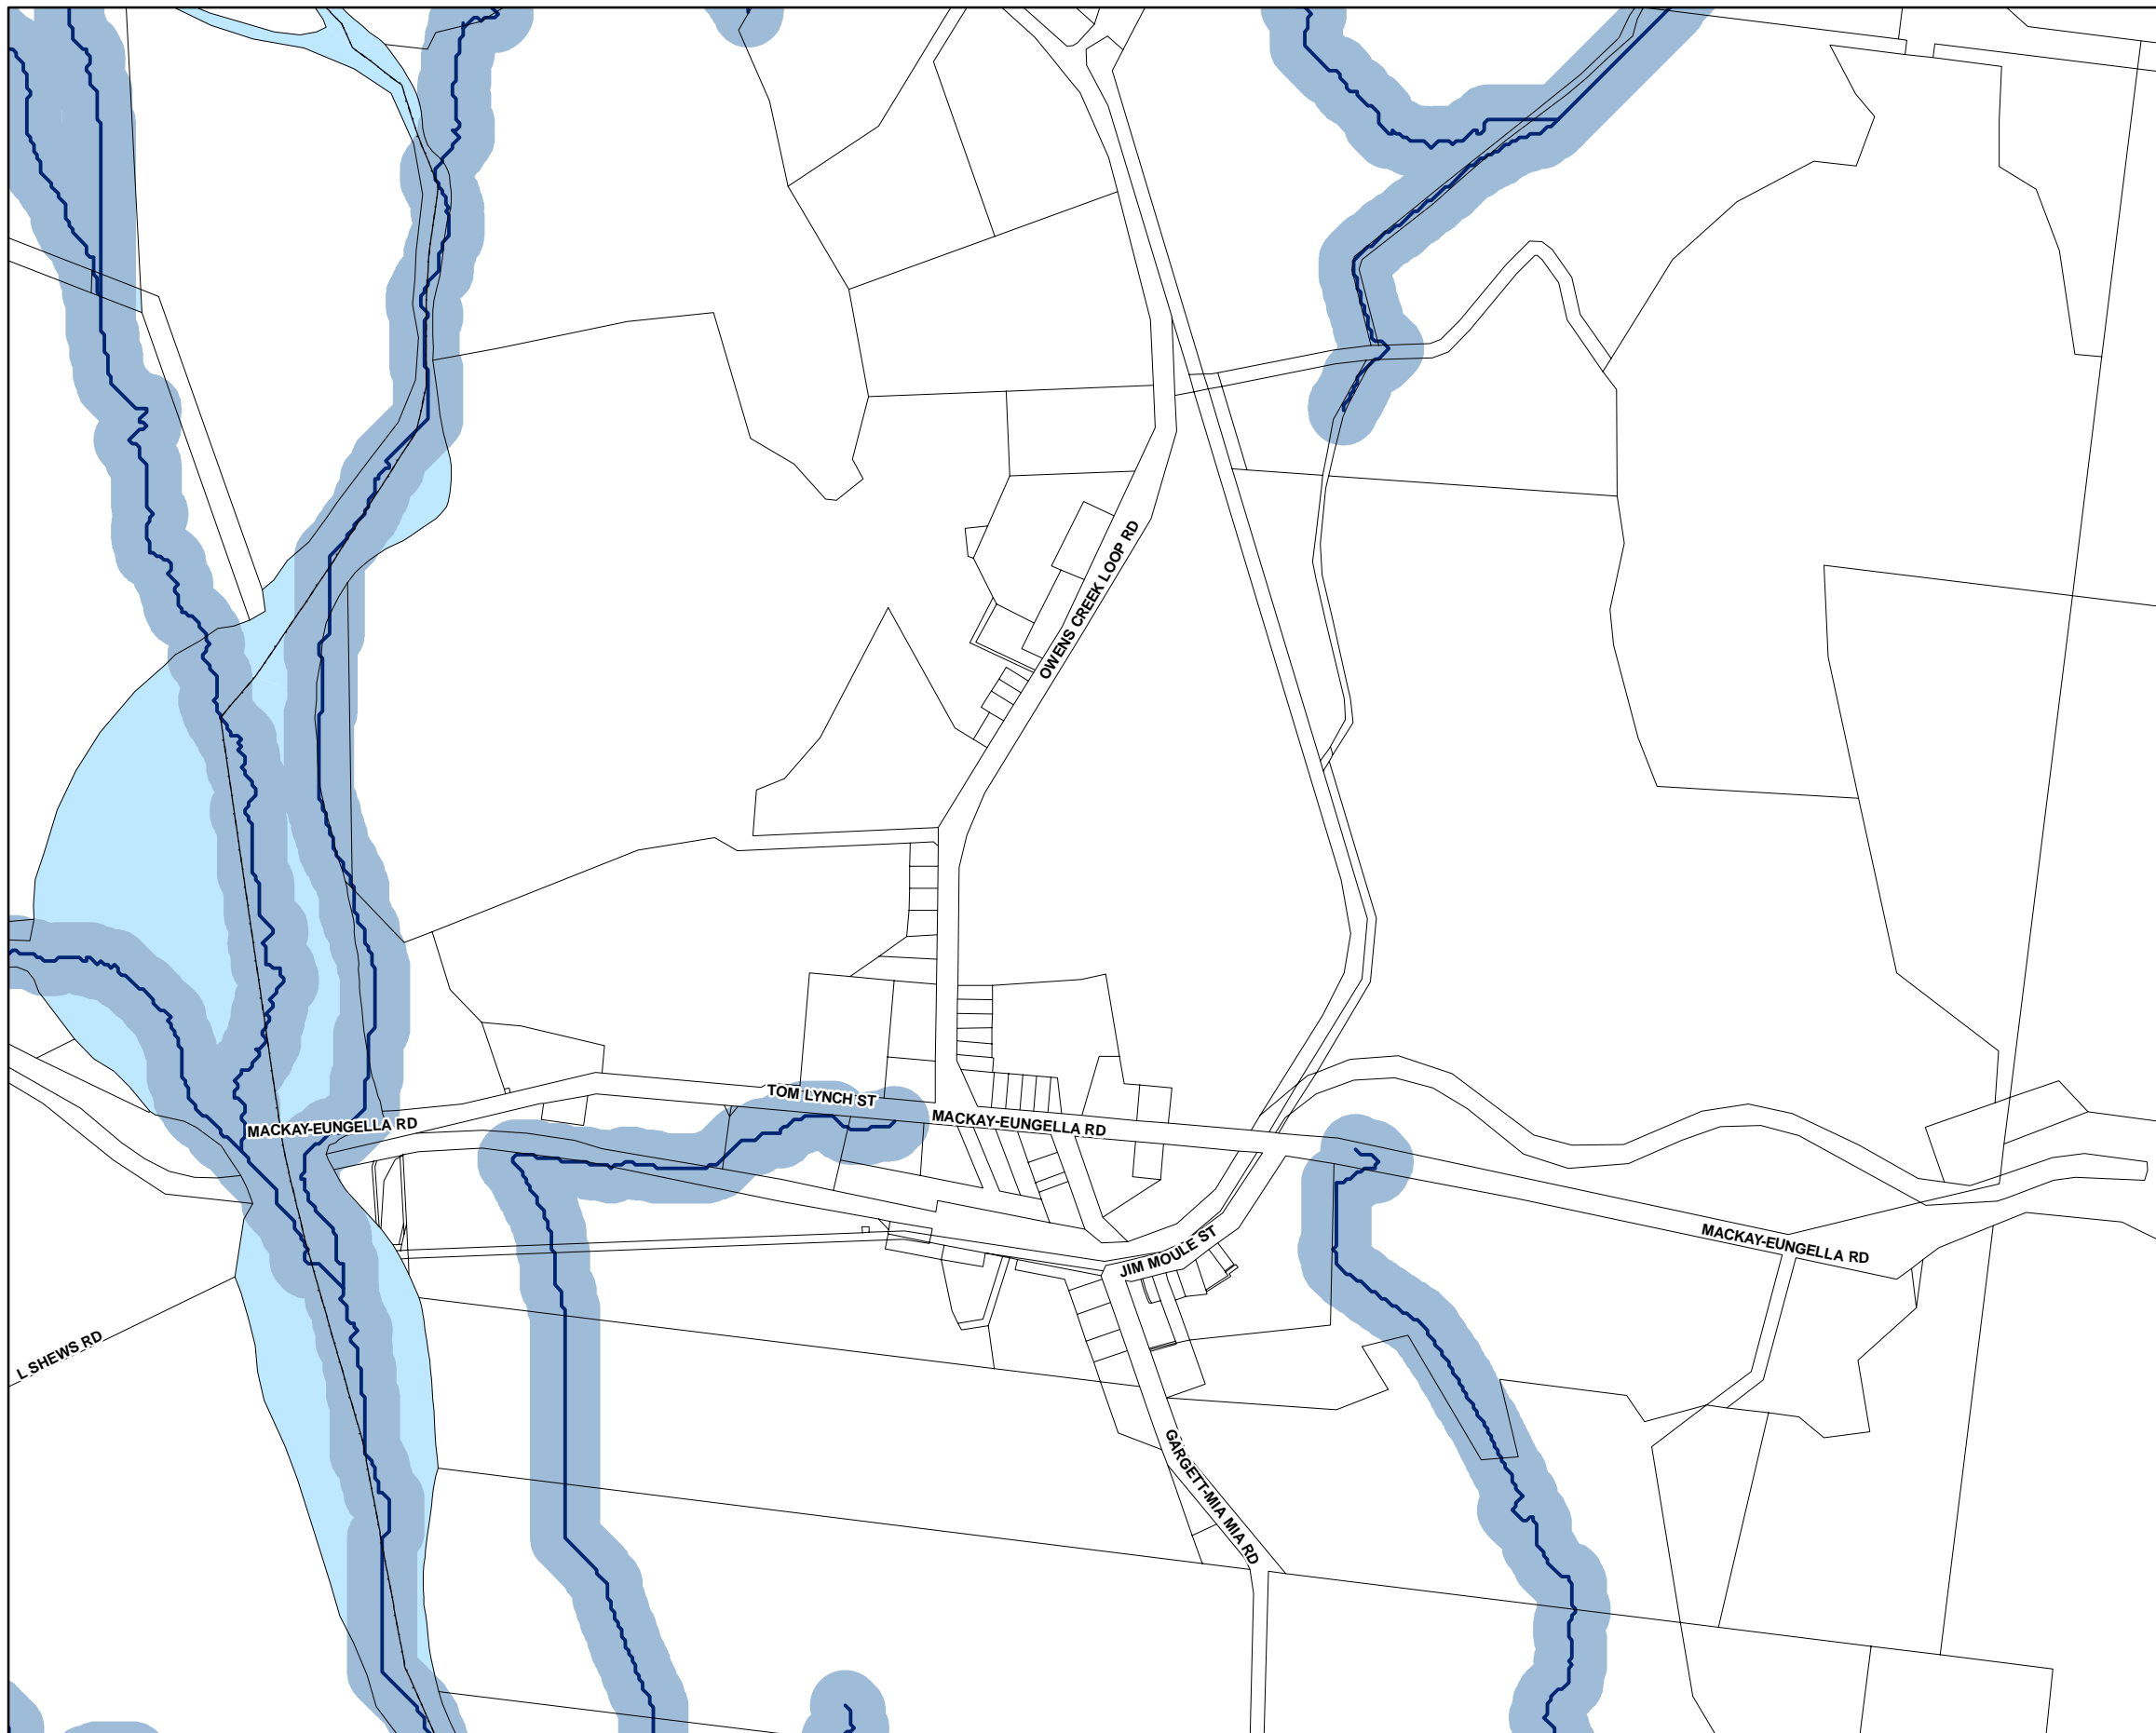 OWENS CREEK LOOP RD
TOM LYNCH ST
MACKAY-EUNGELLA RD
MACKAY-EUNGELLA RD
JIM MOULE ST
MACKAY-EUNGELLA RD
L SHEWS RD
GARGETT-MIA MIA RD